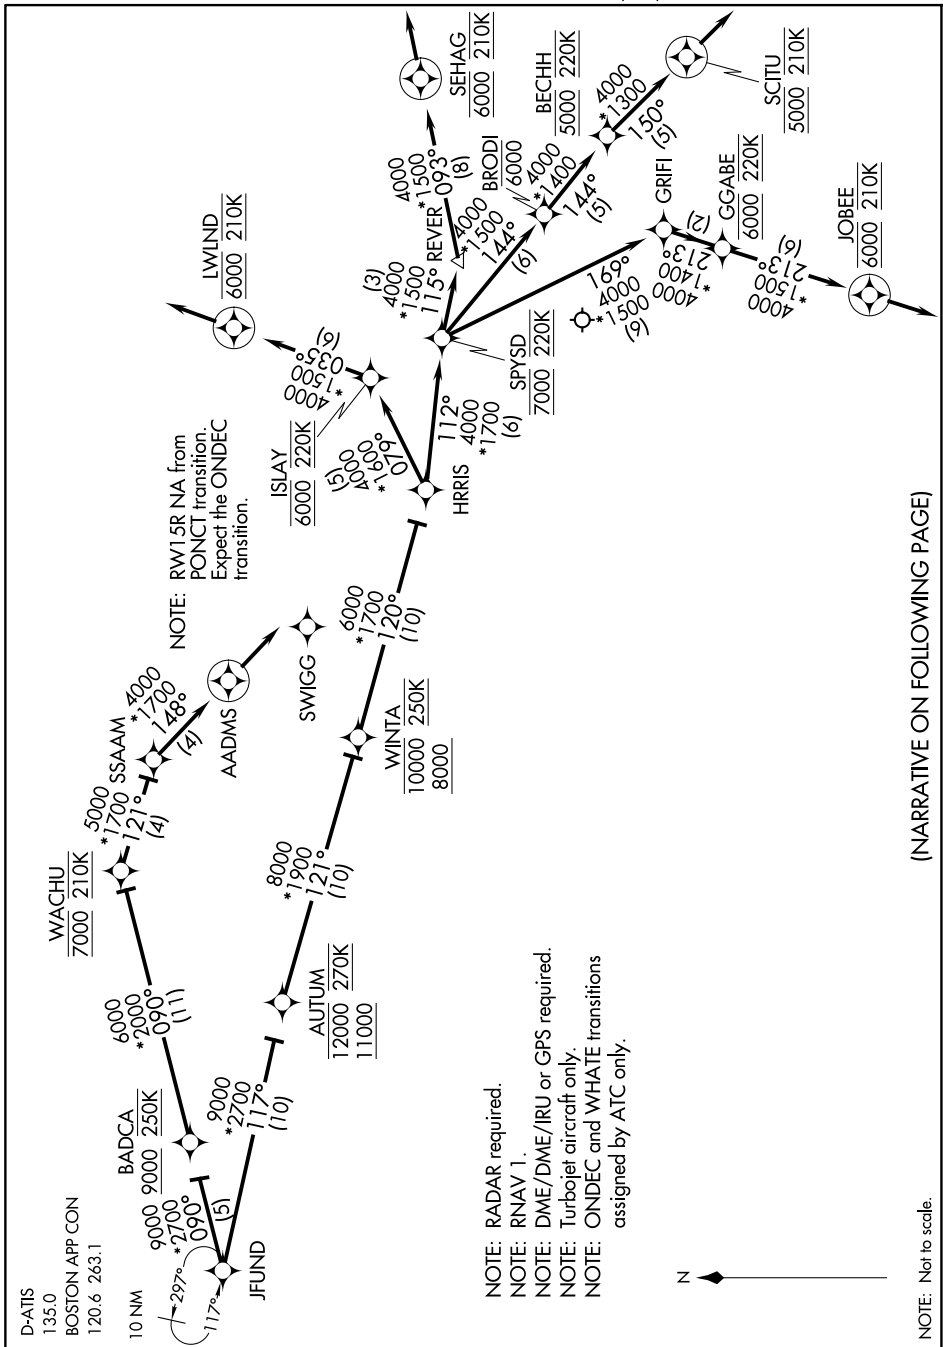 D-ATIS
135.0
BOSTON APP CON
120.6 263.1
10 NM
297°
117°
JFUND
9000
*2700
090°
(5)
BADCA
9000 250K
6000
*2000
090°
(11)
WACHU
7000 210K
5000
*1700
121°
(4)
SSAAM
4000
*1700
148°
(4)
AADMS
SWIGG
NOTE: RW15R NA from
PONCT transition.
Expect the ONDEC
transition.
9000
*2700
117°
(10)
AUTUM
12000 270K
11000
8000
*1900
121°
(10)
WINTA
10000 250K
8000
6000
*1700
120°
(10)
HRRIS
(5)
4000
*1600
079°
ISLAY
6000 220K
4000
*1500
035°
(6)
LWLND
6000 210K
112°
4000
*1700
(6)
SPYSD
7000 220K
(3)
4000
*1500
115°
REVER
4000
*1500
093°
(8)
SEHAG
6000 210K
4000
*1500
144°
(6)
BRODI
6000
4000
*1400
144°
(5)
BECHH
5000 220K
4000
*1300
150°
(5)
SCITU
5000 210K
169°
4000
*1500
(9)
GRIFI
(2)
213°
*1400
4000
GGABE
6000 220K
(6)
213°
*1500
4000
JOBEE
6000 210K
NOTE: RADAR required.
NOTE: RNAV 1.
NOTE: DME/DME/IRU or GPS required.
NOTE: Turbojet aircraft only.
NOTE: ONDEC and WHATE transitions
assigned by ATC only.
N
(NARRATIVE ON FOLLOWING PAGE)
NOTE: Not to scale.